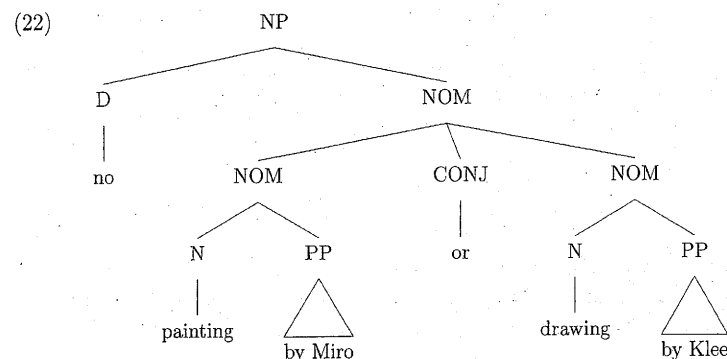 (22) NP
D NOM
no NOM CONJ NOM
N PP or N PP
painting by Miro drawing by Klee